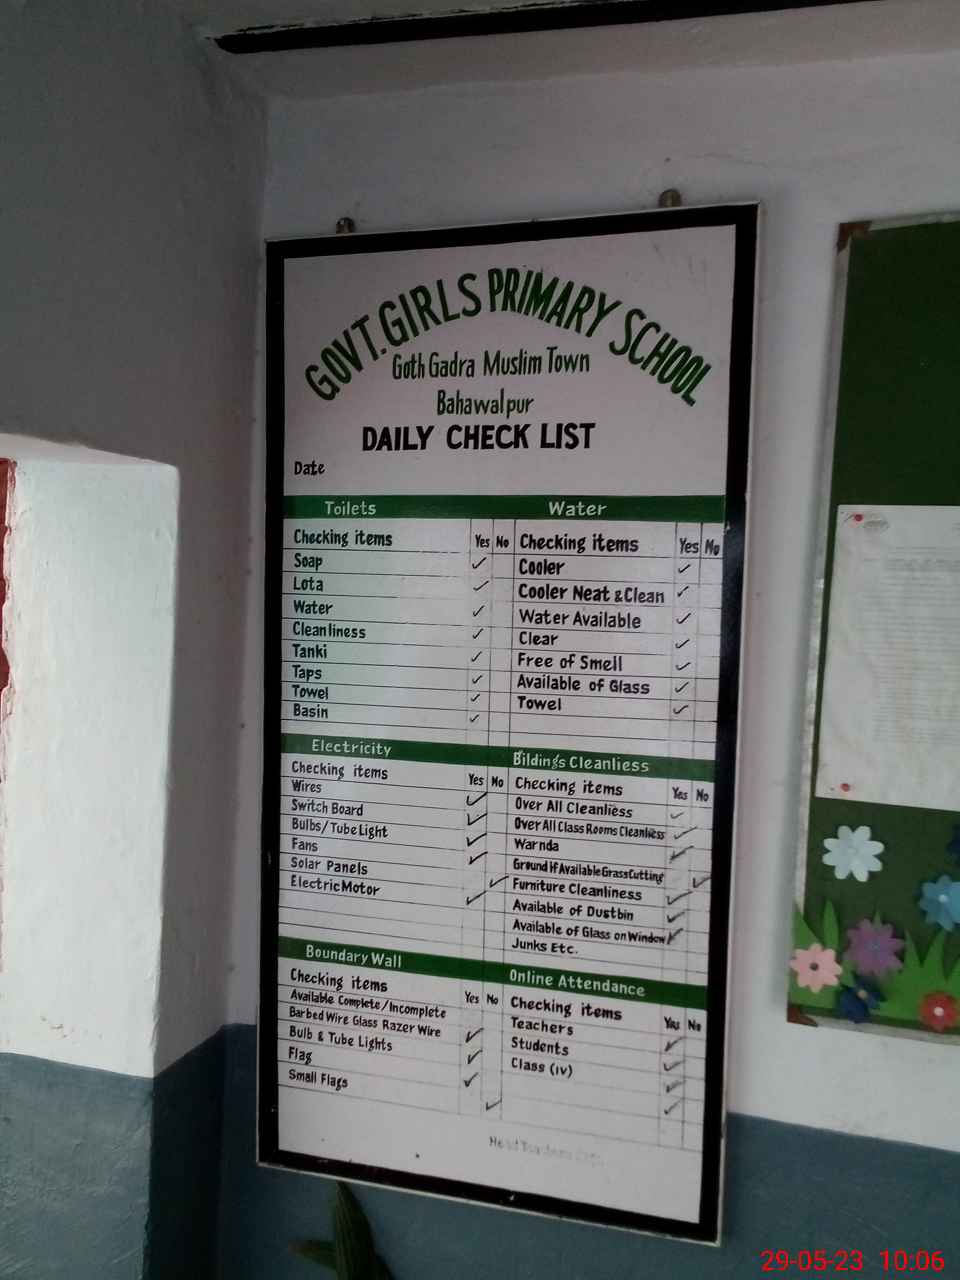 GOVT. GIRLS PRIMARY SCHOOL
Goth Gadra Muslim Town
Bahawalpur
DAILY CHECK LIST
Date
Toilets
Checking items Yes No
Soap ✓
Lota ✓
Water ✓
Cleanliness ✓
Tanki ✓
Taps ✓
Towel ✓
Basin ✓
Water
Checking items Yes No
Cooler ✓
Cooler Neat & Clean ✓
Water Available ✓
Clear ✓
Free of Smell ✓
Available of Glass ✓
Towel ✓
Electricity
Checking items Yes No
Wires ✓
Switch Board ✓
Bulbs/Tube Light ✓
Fans ✓
Solar Panels ✓
Electric Motor ✓
Bildings Cleanliess
Checking items Yes No
Over All Cleanliess ✓
Over All Class Rooms Cleanliess ✓
Warnda ✓
Ground If Available Grass Cutting ✓
Furniture Cleanliness ✓
Available of Dustbin ✓
Available of Glass on Window ✓
Junks Etc.
Boundary Wall
Checking items Yes No
Available Complete/Incomplete
Barbed Wire Glass Razer Wire ✓
Bulb & Tube Lights ✓
Flag ✓
Small Flags ✓
Online Attendance
Checking items Yes No
Teachers ✓
Students ✓
Class (iv) ✓
✓
Head Teachers
29-05-23 10:06